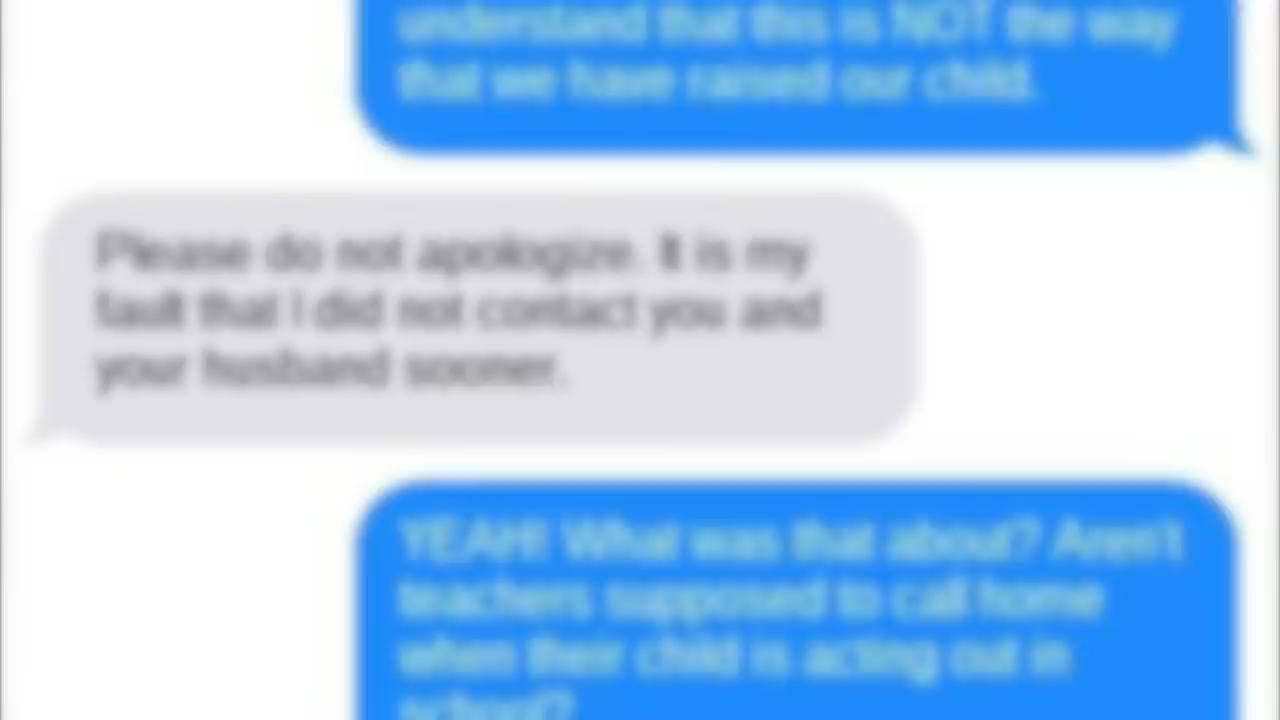 understand that this is NOT the way
that we have raised our child.
Please do not apologize. It is my
fault that I did not contact you and
your husband sooner.
YEAH! What was that about? Aren't
teachers supposed to call home
when their child is acting out in
school?